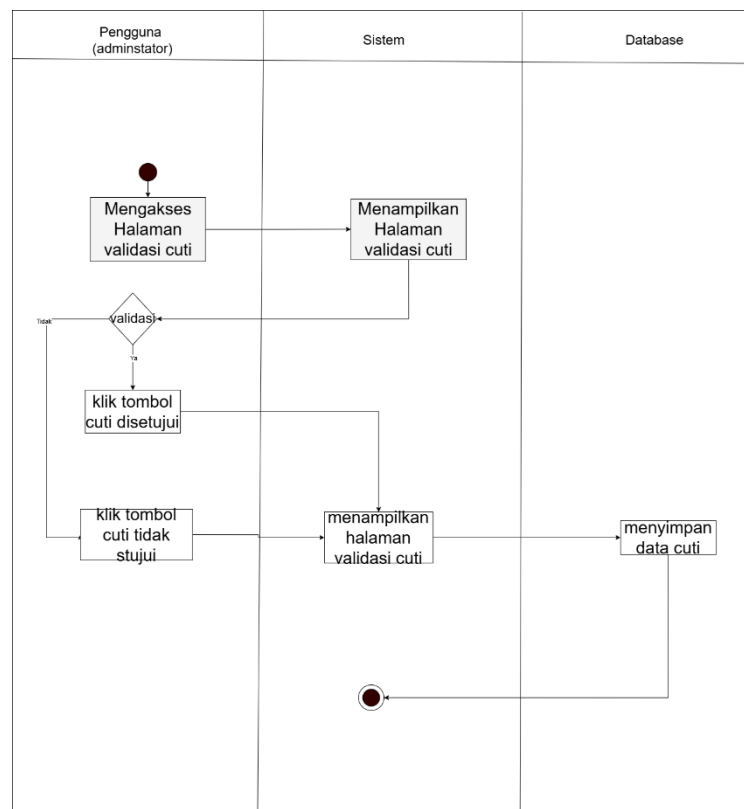 Pengguna
(adminstator)
Sistem
Database
Mengakses
Halaman
validasi cuti
Menampilkan
Halaman
validasi cuti
validasi
Tidak
Ya
klik tombol
cuti disetujui
klik tombol
cuti tidak
stujui
menampilkan
halaman
validasi cuti
menyimpan
data cuti